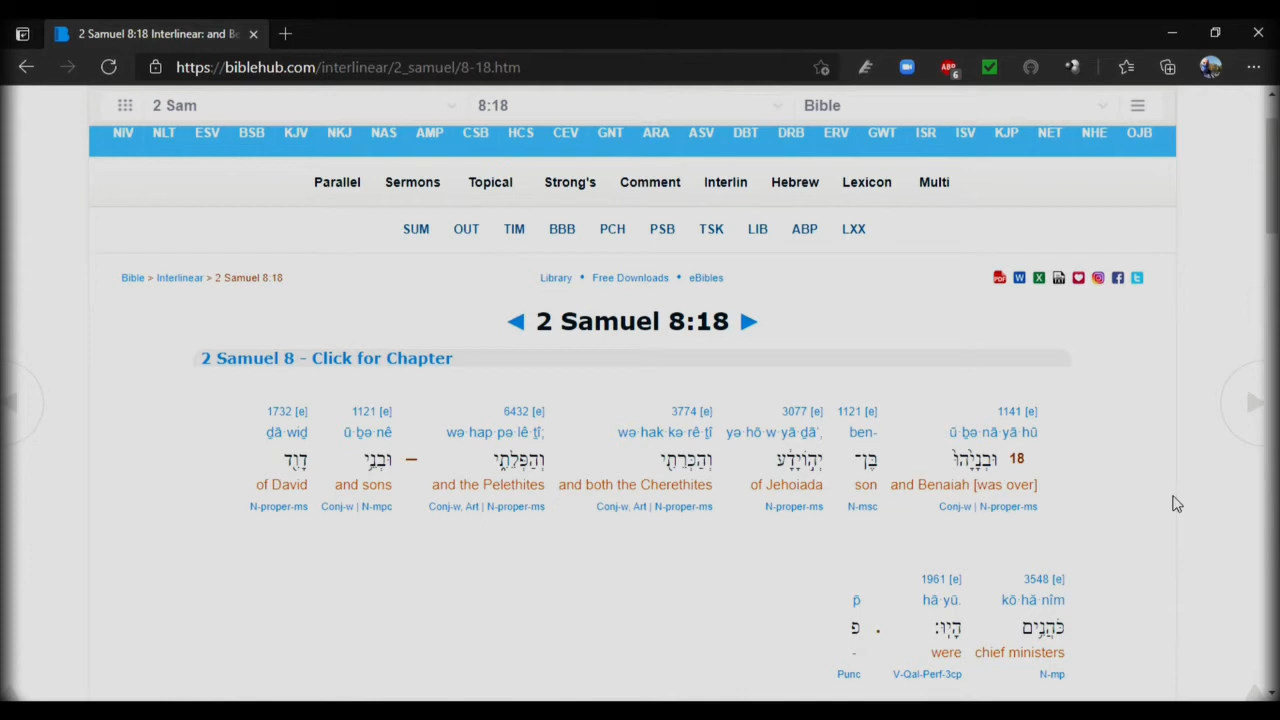 2 Samuel 8:18 Interlinear: and Be
https://biblehub.com/interlinear/2_samuel/8-18.htm
ABP 6
2 Sam 8:18 Bible
NIV NLT ESV BSB KJV NKJ NAS AMP CSB HCS CEV GNT ARA ASV DBT DRB ERV GWT ISR ISV KJP NET NHE OJB
Parallel Sermons Topical Strong's Comment Interlin Hebrew Lexicon Multi
SUM OUT TIM BBB PCH PSB TSK LIB ABP LXX
Bible > Interlinear > 2 Samuel 8:18 Library • Free Downloads • eBibles
◄ 2 Samuel 8:18 ►
2 Samuel 8 - Click for Chapter
1732 [e] 1121 [e] 6432 [e] 3774 [e] 3077 [e] 1121 [e] 1141 [e]
dā·wiḏ ū·ḇə·nê wə·hap·pə·lê·ṯî; wə·hak·kə·rê·ṯî yə·hō·w·yā·ḏā‘, ben- ū·ḇə·nā·yā·hū
18 וּבְנָיָ֙הוּ֙ בֶּן־ יְה֣וֹיָדָ֔ע וְהַכְּרֵתִ֖י וְהַפְּלֵתִ֑י – וּבְנֵ֥י דָוִ֖ד
of David and sons and the Pelethites and both the Cherethites of Jehoiada son and Benaiah [was over]
N-proper-ms Conj-w | N-mpc Conj-w, Art | N-proper-ms Conj-w, Art | N-proper-ms N-proper-ms N-msc Conj-w | N-proper-ms
1961 [e] 3548 [e]
p̄ hā·yū. kō·hă·nîm
כֹּהֲנִ֥ים הָיֽוּ׃ . פ
- were chief ministers
Punc V-Qal-Perf-3cp N-mp